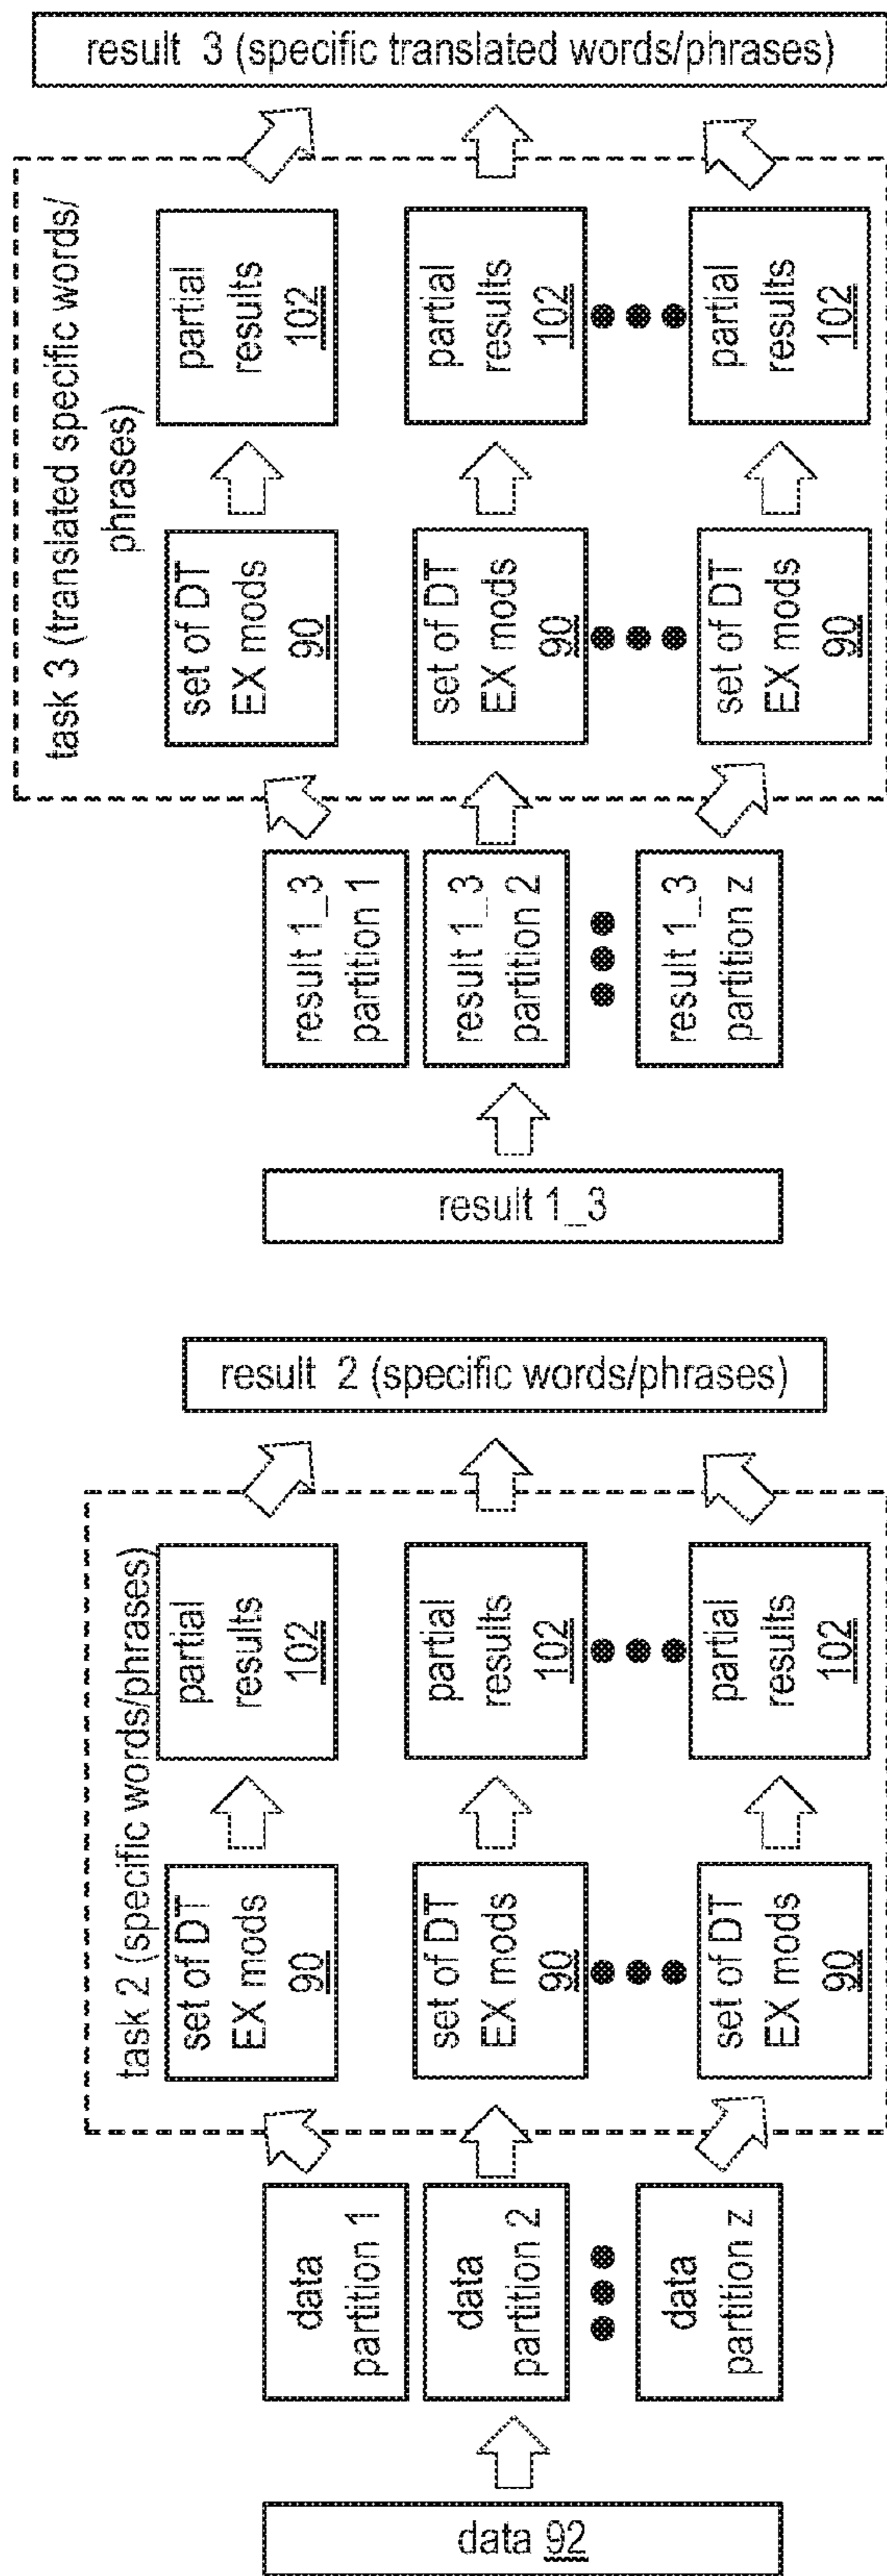 task 2 (specific words/phrases)
data 92
data
partition 1
data
partition 2
data
partition z
set of DT
EX mods
90
set of DT
EX mods
90
set of DT
EX mods
90
partial
results
102
partial
results
102
partial
results
102
result 2 (specific words/phrases)
task 3 (translated specific words/
phrases)
result 1_3
result 1_3
partition 1
result 1_3
partition 2
result 1_3
partition z
set of DT
EX mods
90
set of DT
EX mods
90
set of DT
EX mods
90
partial
results
102
partial
results
102
partial
results
102
result 3 (specific translated words/phrases)